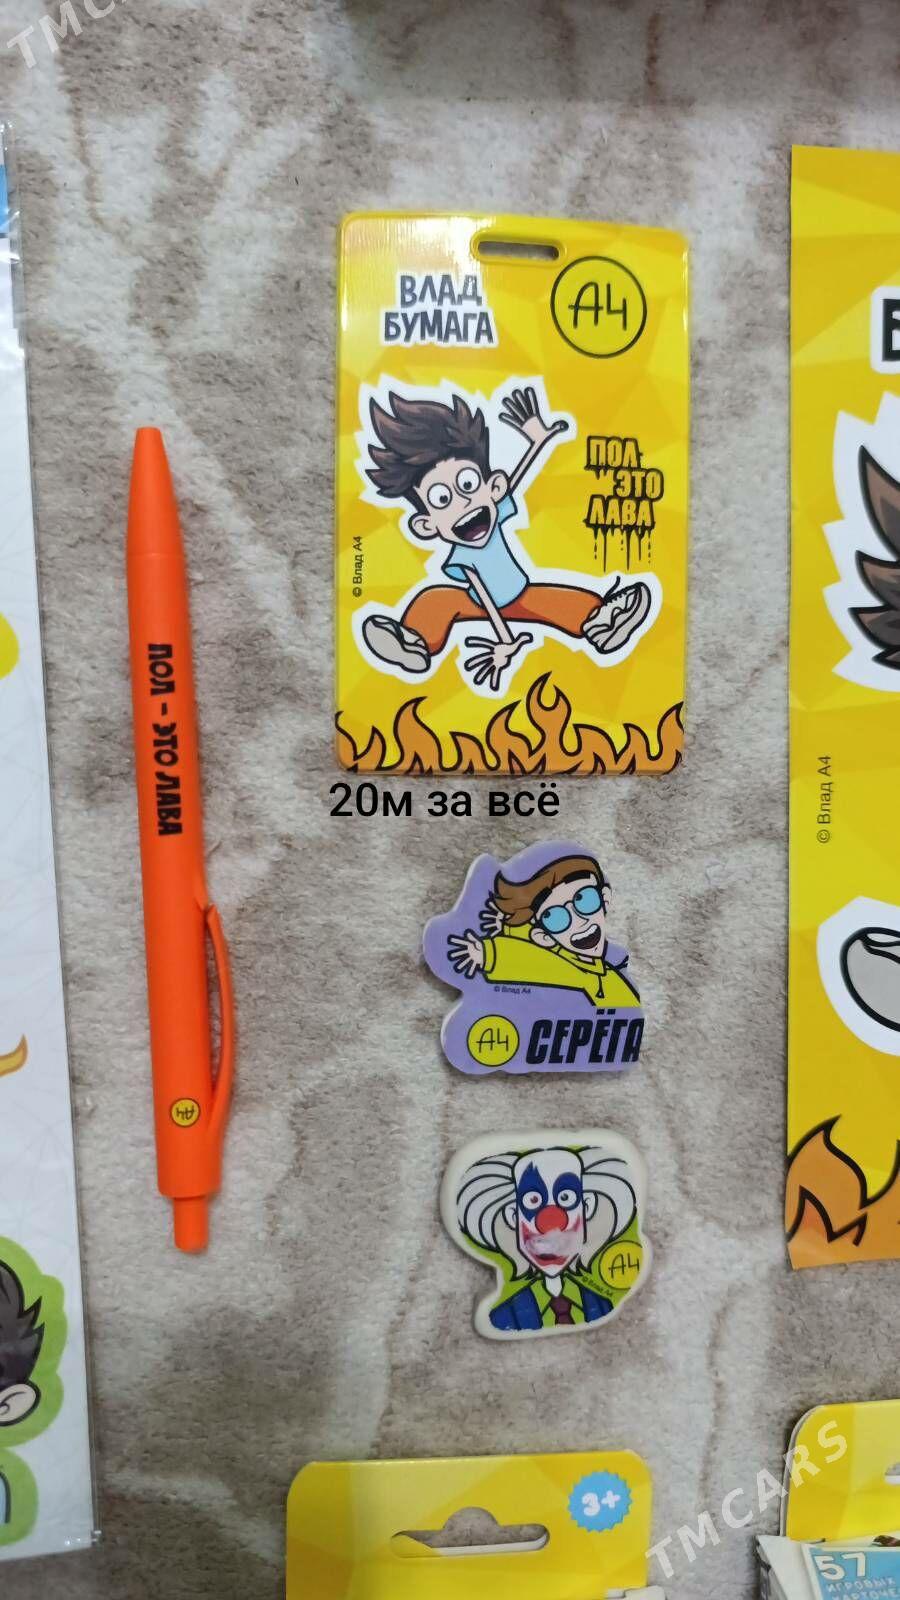 TMCARS
ВЛАД
БУМАГА
А4
ПОЛ
ЭТО
ЛАВА
© Влад А4
20м за всё
ПОЛ - ЭТО ЛАВА
А4
© Влад А4
© Влад А4
А4
СЕРЁГА
А4
© Влад А4
3+
TMCARS
57
ИГРОВЫХ